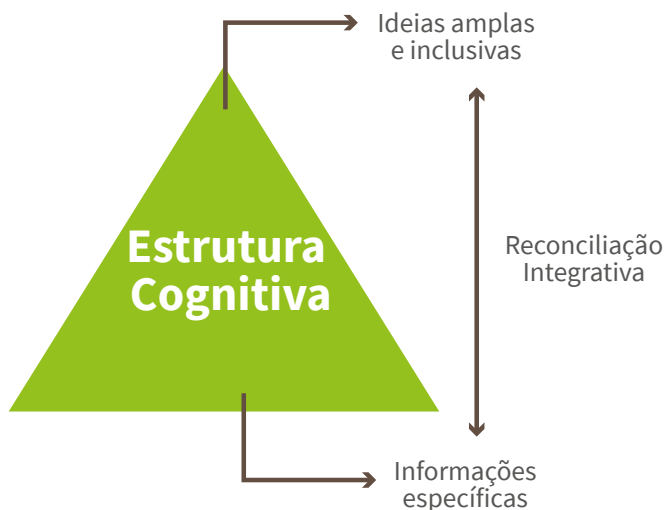 Ideias amplas
e inclusivas
Estrutura
Cognitiva
Reconciliação
Integrativa
Informações
específicas